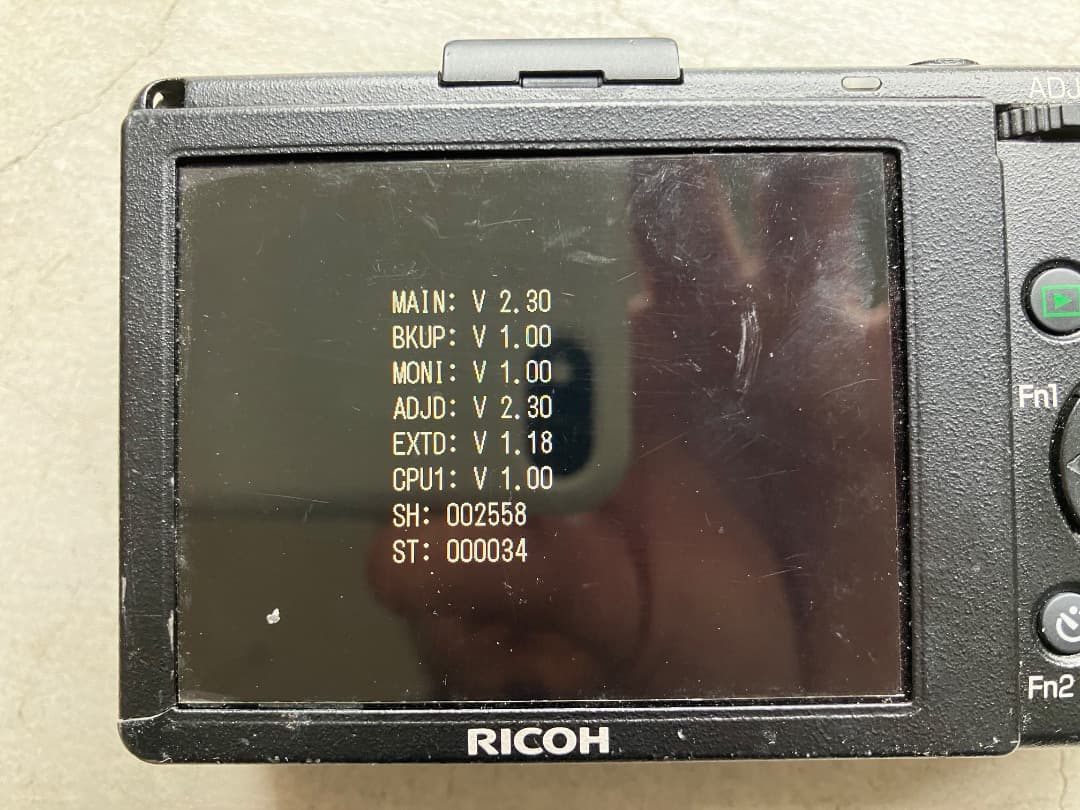 ADJ
MAIN: V 2.30
BKUP: V 1.00
MONI: V 1.00
ADJD: V 2.30
EXTD: V 1.18
CPU1: V 1.00
SH: 002558
ST: 000034
Fn1
Fn2
RICOH